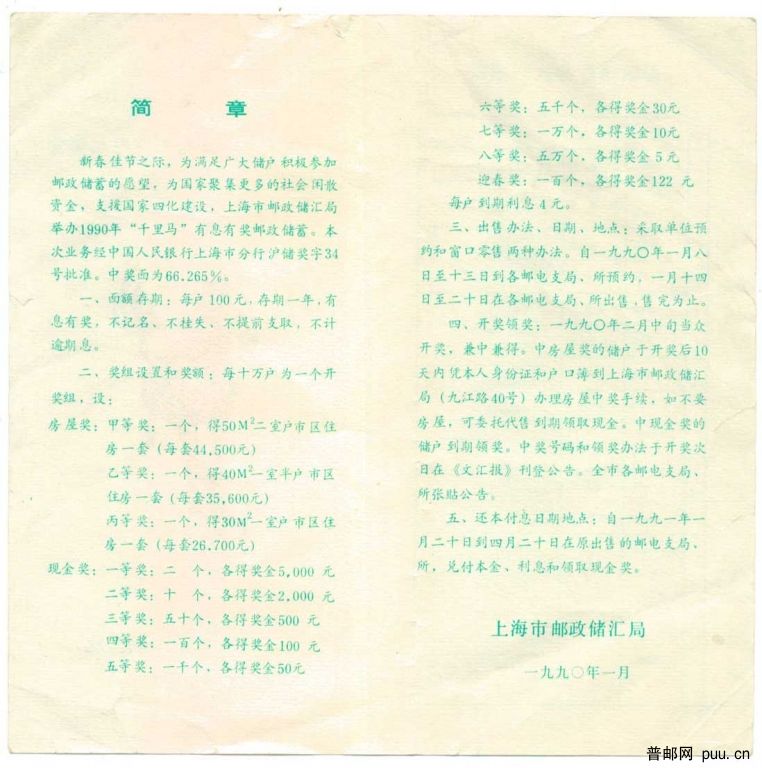 简 章
新春佳节之际，为满足广大储户积极参加
邮政储蓄的愿望，为国家聚集更多的社会闲散
资金，支援国家四化建设，上海市邮政储汇局
举办1990年“千里马”有息有奖邮政储蓄。本
次业务经中国人民银行上海市分行沪储奖字34
号批准。中奖面为66.265％。
一、面额存期：每户100元，存期一年，有
息有奖，不记名、不挂失、不提前支取，不计
逾期息。
二、奖组设置和奖额：每十万户为一个开
奖组，设：
房屋奖：甲等奖：一个，得50M²二室户市区住
房一套（每套44,500元）
乙等奖：一个，得40M²一室半户市区
住房一套（每套35,600元）
丙等奖：一个，得30M²一室户市区住
房一套（每套26,700元）
现金奖：一等奖：二 个，各得奖金5,000 元
二等奖：十 个，各得奖金2,000 元
三等奖：五十个，各得奖金500 元
四等奖：一百个，各得奖金100 元
五等奖：一千个，各得奖金50元
六等奖：五千个，各得奖金30元
七等奖：一万个，各得奖金10元
八等奖：五万个，各得奖金 5 元
迎春奖：一百个，各得奖金122 元
每户到期利息4元。
三、出售办法、日期、地点：采取单位预
约和窗口零售两种办法。自一九九〇年一月八
日至十三日到各邮电支局、所预约，一月十四
日至二十日在各邮电支局、所出售，售完为止。
四、开奖领奖：一九九〇年二月中旬当众
开奖，兼中兼得。中房屋奖的储户于开奖后10
天内凭本人身份证和户口簿到上海市邮政储汇
局（九江路40号）办理房屋中奖手续，如不要
房屋，可委托代售到期领取现金。中现金奖的
储户到期领奖。中奖号码和领奖办法于开奖次
日在《文汇报》刊登公告。全市各邮电支局、
所张贴公告。
五、还本付息日期地点：自一九九一年一
月二十日到四月二十日在原出售的邮电支局、
所，兑付本金、利息和领取现金奖。
上海市邮政储汇局
一九九〇年一月
普邮网 puu.cn